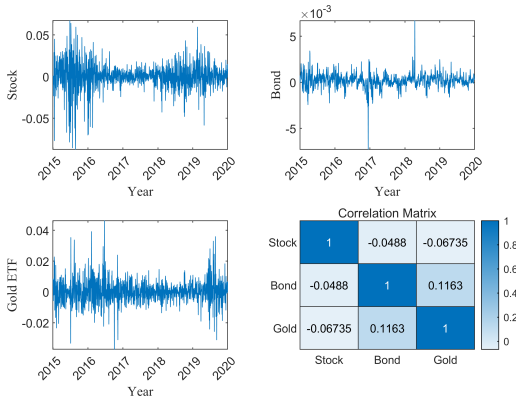 0.05
0
-0.05
Stock
2015 2016 2017 2018 2019 2020
Year
×10⁻³
5
0
-5
Bond
2015 2016 2017 2018 2019 2020
Year
0.04
0.02
0
-0.02
Gold ETF
2015 2016 2017 2018 2019 2020
Year
Correlation Matrix
Stock 1 -0.0488 -0.06735
Bond -0.0488 1 0.1163
Gold -0.06735 0.1163 1
Stock Bond Gold
1
0.8
0.6
0.4
0.2
0